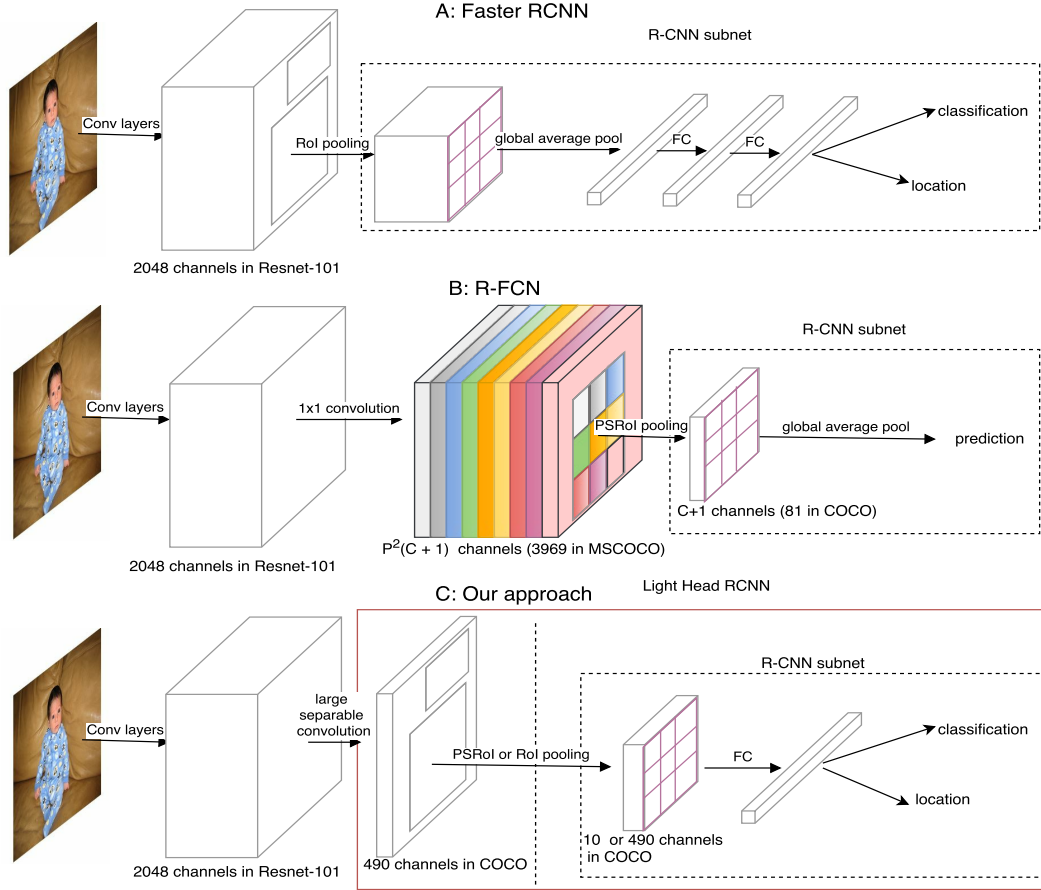 A: Faster RCNN
R-CNN subnet
Conv layers
RoI pooling
global average pool
FC
FC
classification
location
2048 channels in Resnet-101
B: R-FCN
R-CNN subnet
Conv layers
1x1 convolution
PSRoI pooling
global average pool
prediction
C+1 channels (81 in COCO)
P²(C + 1) channels (3969 in MSCOCO)
2048 channels in Resnet-101
C: Our approach
Light Head RCNN
R-CNN subnet
Conv layers
large
separable
convolution
PSRoI or RoI pooling
FC
classification
location
10 or 490 channels
in COCO
490 channels in COCO
2048 channels in Resnet-101